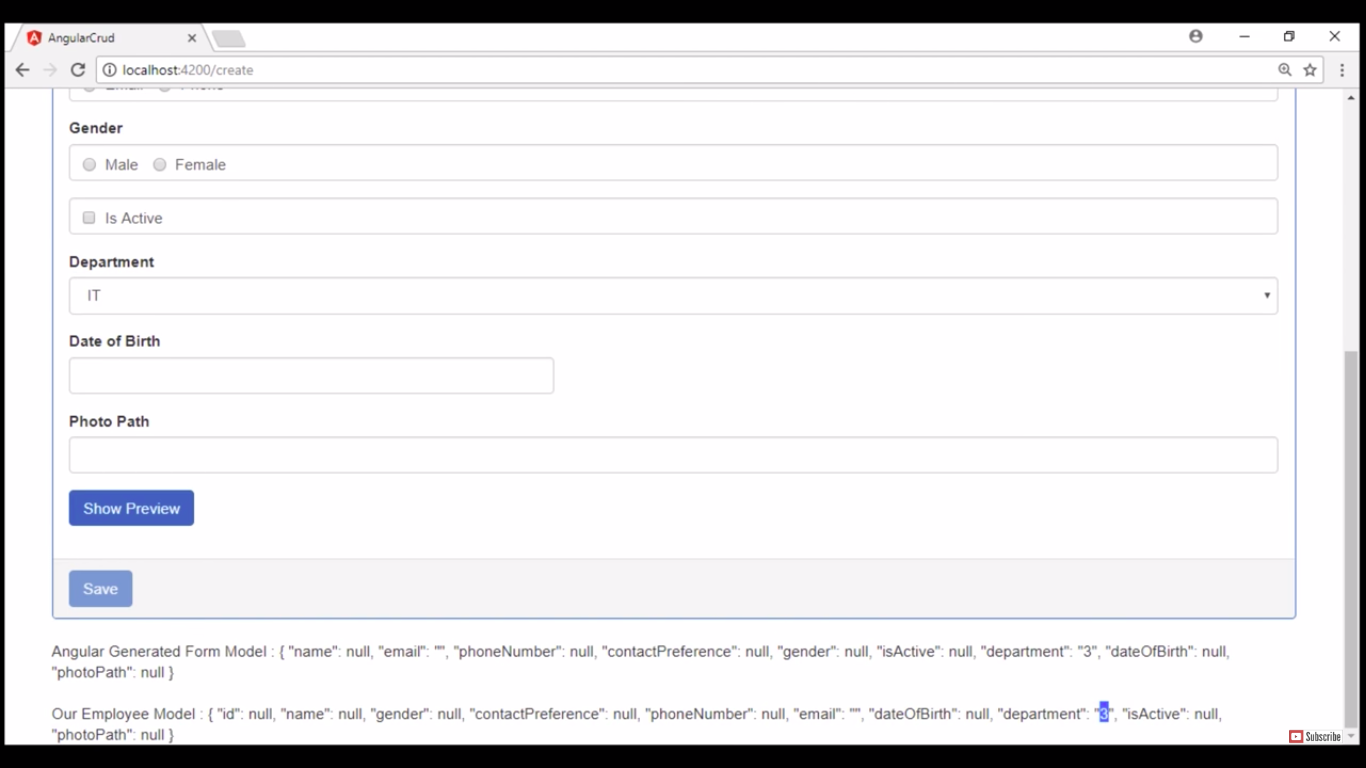 AngularCrud
localhost:4200/create
Email Phone
Gender
Male Female
Is Active
Department
IT
Date of Birth
Photo Path
Show Preview
Save
Angular Generated Form Model : { "name": null, "email": "", "phoneNumber": null, "contactPreference": null, "gender": null, "isActive": null, "department": "3", "dateOfBirth": null,
"photoPath": null }
Our Employee Model : { "id": null, "name": null, "gender": null, "contactPreference": null, "phoneNumber": null, "email": "", "dateOfBirth": null, "department": "3", "isActive": null,
"photoPath": null }
Subscribe